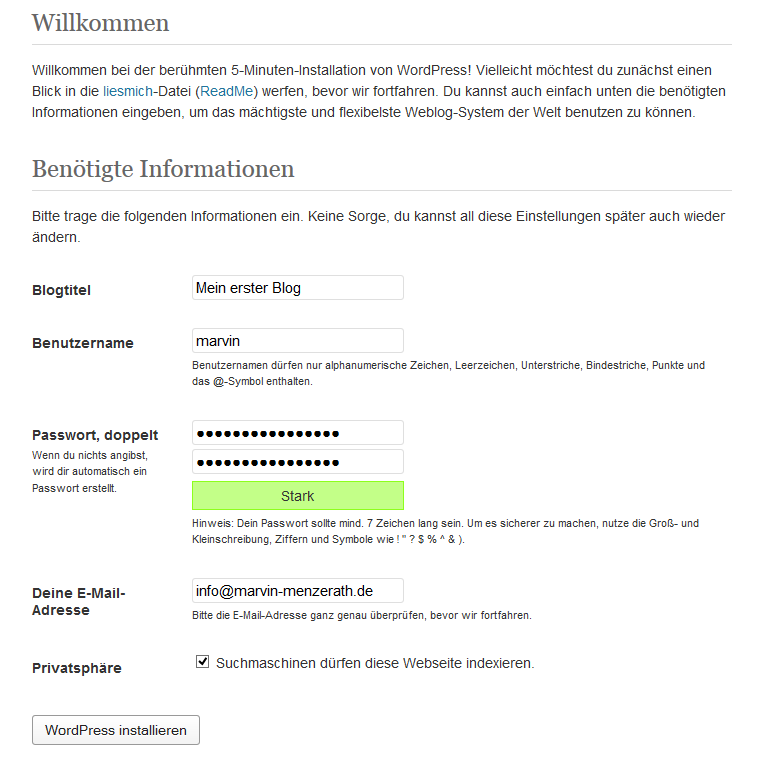 Willkommen
Willkommen bei der berühmten 5-Minuten-Installation von WordPress! Vielleicht möchtest du zunächst einen
Blick in die liesmich-Datei (ReadMe) werfen, bevor wir fortfahren. Du kannst auch einfach unten die benötigten
Informationen eingeben, um das mächtigste und flexibelste Weblog-System der Welt benutzen zu können.
Benötigte Informationen
Bitte trage die folgenden Informationen ein. Keine Sorge, du kannst all diese Einstellungen später auch wieder
ändern.
Blogtitel
Mein erster Blog
Benutzername
marvin
Benutzernamen dürfen nur alphanumerische Zeichen, Leerzeichen, Unterstriche, Bindestriche, Punkte und
das @-Symbol enthalten.
Passwort, doppelt
Wenn du nichts angibst,
wird dir automatisch ein
Passwort erstellt.
●●●●●●●●●●●●●●●●
●●●●●●●●●●●●●●●●
Stark
Hinweis: Dein Passwort sollte mind. 7 Zeichen lang sein. Um es sicherer zu machen, nutze die Groß- und
Kleinschreibung, Ziffern und Symbole wie ! " ? $ % ^ & ).
Deine E-Mail-
Adresse
info@marvin-menzerath.de
Bitte die E-Mail-Adresse ganz genau überprüfen, bevor wir fortfahren.
Privatsphäre
Suchmaschinen dürfen diese Webseite indexieren.
WordPress installieren